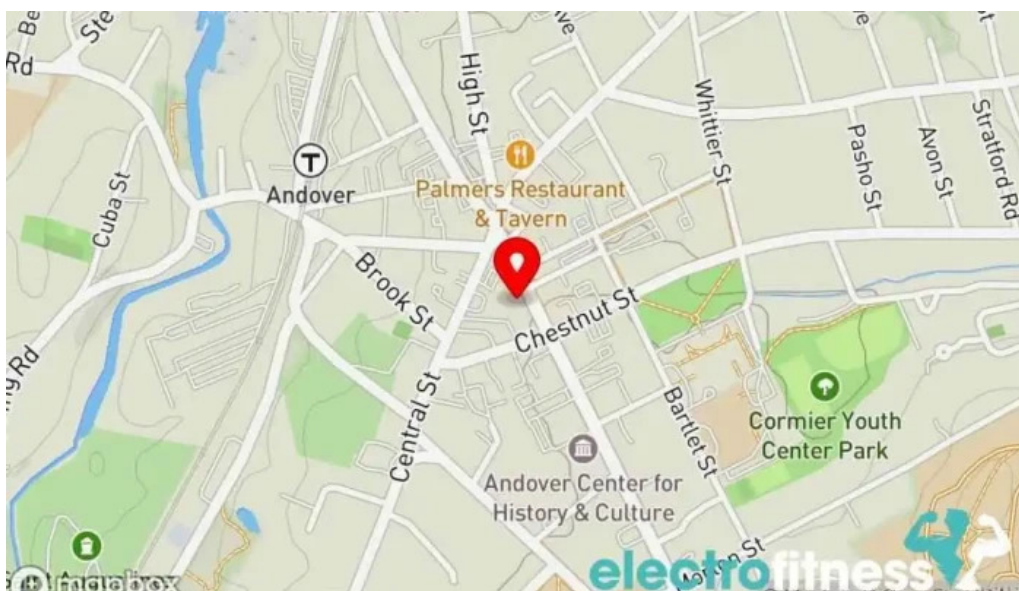 Rd
High St
Whittier St
Pasho St
Avon St
Stratford Rd
Cuba St
T
Andover
Palmers Restaurant
& Tavern
Brook St
Chestnut St
Central St
Bartlet St
Cormier Youth
Center Park
Andover Center for
History & Culture
electrofitness